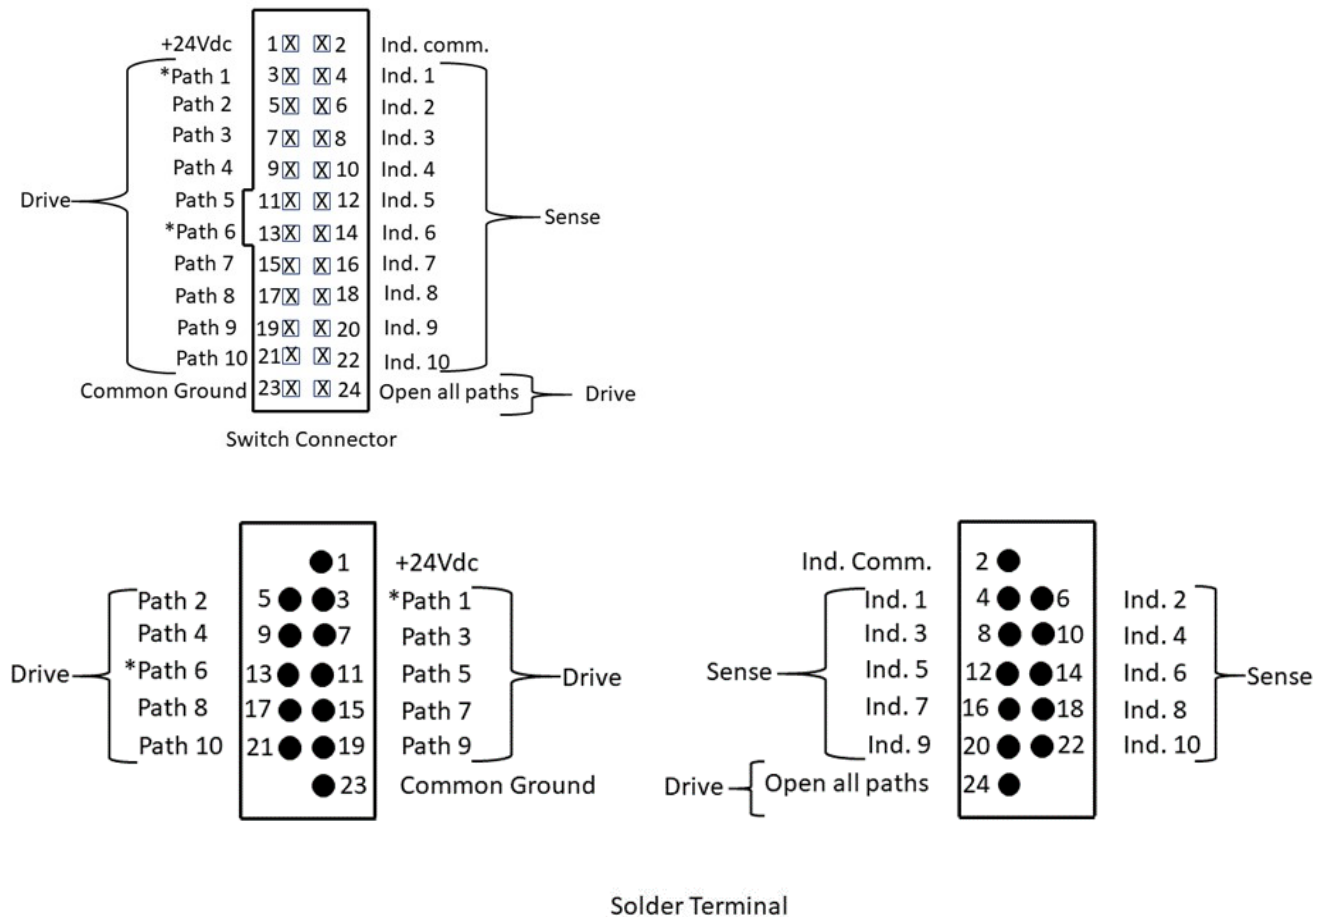 +24Vdc 1 X X 2 Ind. comm.
*Path 1 3 X X 4 Ind. 1
Path 2 5 X X 6 Ind. 2
Path 3 7 X X 8 Ind. 3
Path 4 9 X X 10 Ind. 4
Drive Path 5 11 X X 12 Ind. 5 Sense
*Path 6 13 X X 14 Ind. 6
Path 7 15 X X 16 Ind. 7
Path 8 17 X X 18 Ind. 8
Path 9 19 X X 20 Ind. 9
Path 10 21 X X 22 Ind. 10
Common Ground 23 X X 24 Open all paths Drive
Switch Connector
1 +24Vdc
Path 2 5 3 *Path 1
Path 4 9 7 Path 3
Drive *Path 6 13 11 Path 5 Drive
Path 8 17 15 Path 7
Path 10 21 19 Path 9
23 Common Ground
Ind. Comm. 2
Ind. 1 4 6 Ind. 2
Ind. 3 8 10 Ind. 4
Sense Ind. 5 12 14 Ind. 6 Sense
Ind. 7 16 18 Ind. 8
Ind. 9 20 22 Ind. 10
Drive Open all paths 24
Solder Terminal